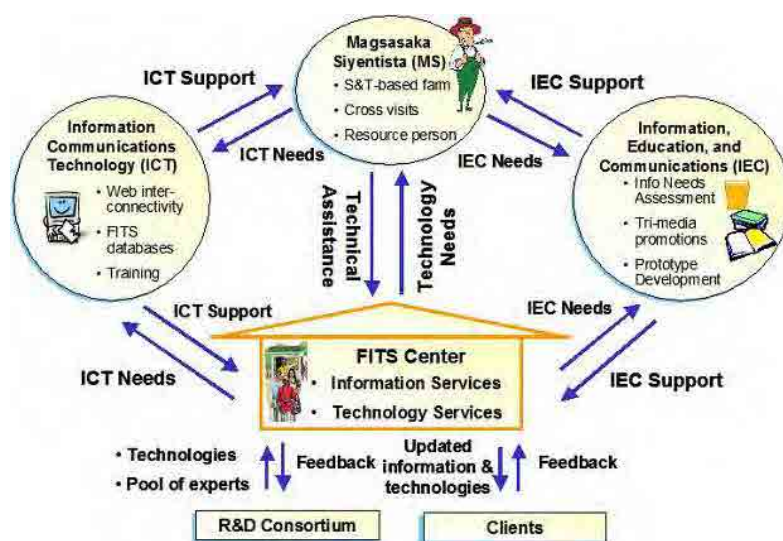 Magsasaka
Siyentista (MS)
• S&T-based farm
• Cross visits
• Resource person
ICT Support
ICT Needs
IEC Support
IEC Needs
Information
Communications
Technology (ICT)
• Web inter-
connectivity
• FITS
databases
• Training
Information,
Education, and
Communications (IEC)
• Info Needs
Assessment
• Tri-media
promotions
• Prototype
Development
Technical
Assistance
Technology
Needs
ICT Support
ICT Needs
IEC Needs
IEC Support
FITS Center
• Information Services
• Technology Services
• Technologies
• Pool of experts
Feedback
Updated
information &
technologies
Feedback
R&D Consortium
Clients